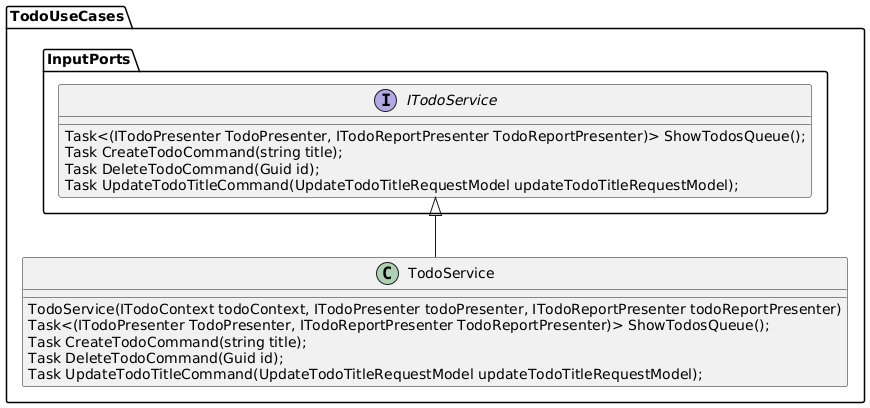 TodoUseCases
InputPorts
I ITodoService
Task<(ITodoPresenter TodoPresenter, ITodoReportPresenter TodoReportPresenter)> ShowTodosQueue();
Task CreateTodoCommand(string title);
Task DeleteTodoCommand(Guid id);
Task UpdateTodoTitleCommand(UpdateTodoTitleRequestModel updateTodoTitleRequestModel);
C TodoService
TodoService(ITodoContext todoContext, ITodoPresenter todoPresenter, ITodoReportPresenter todoReportPresenter)
Task<(ITodoPresenter TodoPresenter, ITodoReportPresenter TodoReportPresenter)> ShowTodosQueue();
Task CreateTodoCommand(string title);
Task DeleteTodoCommand(Guid id);
Task UpdateTodoTitleCommand(UpdateTodoTitleRequestModel updateTodoTitleRequestModel);